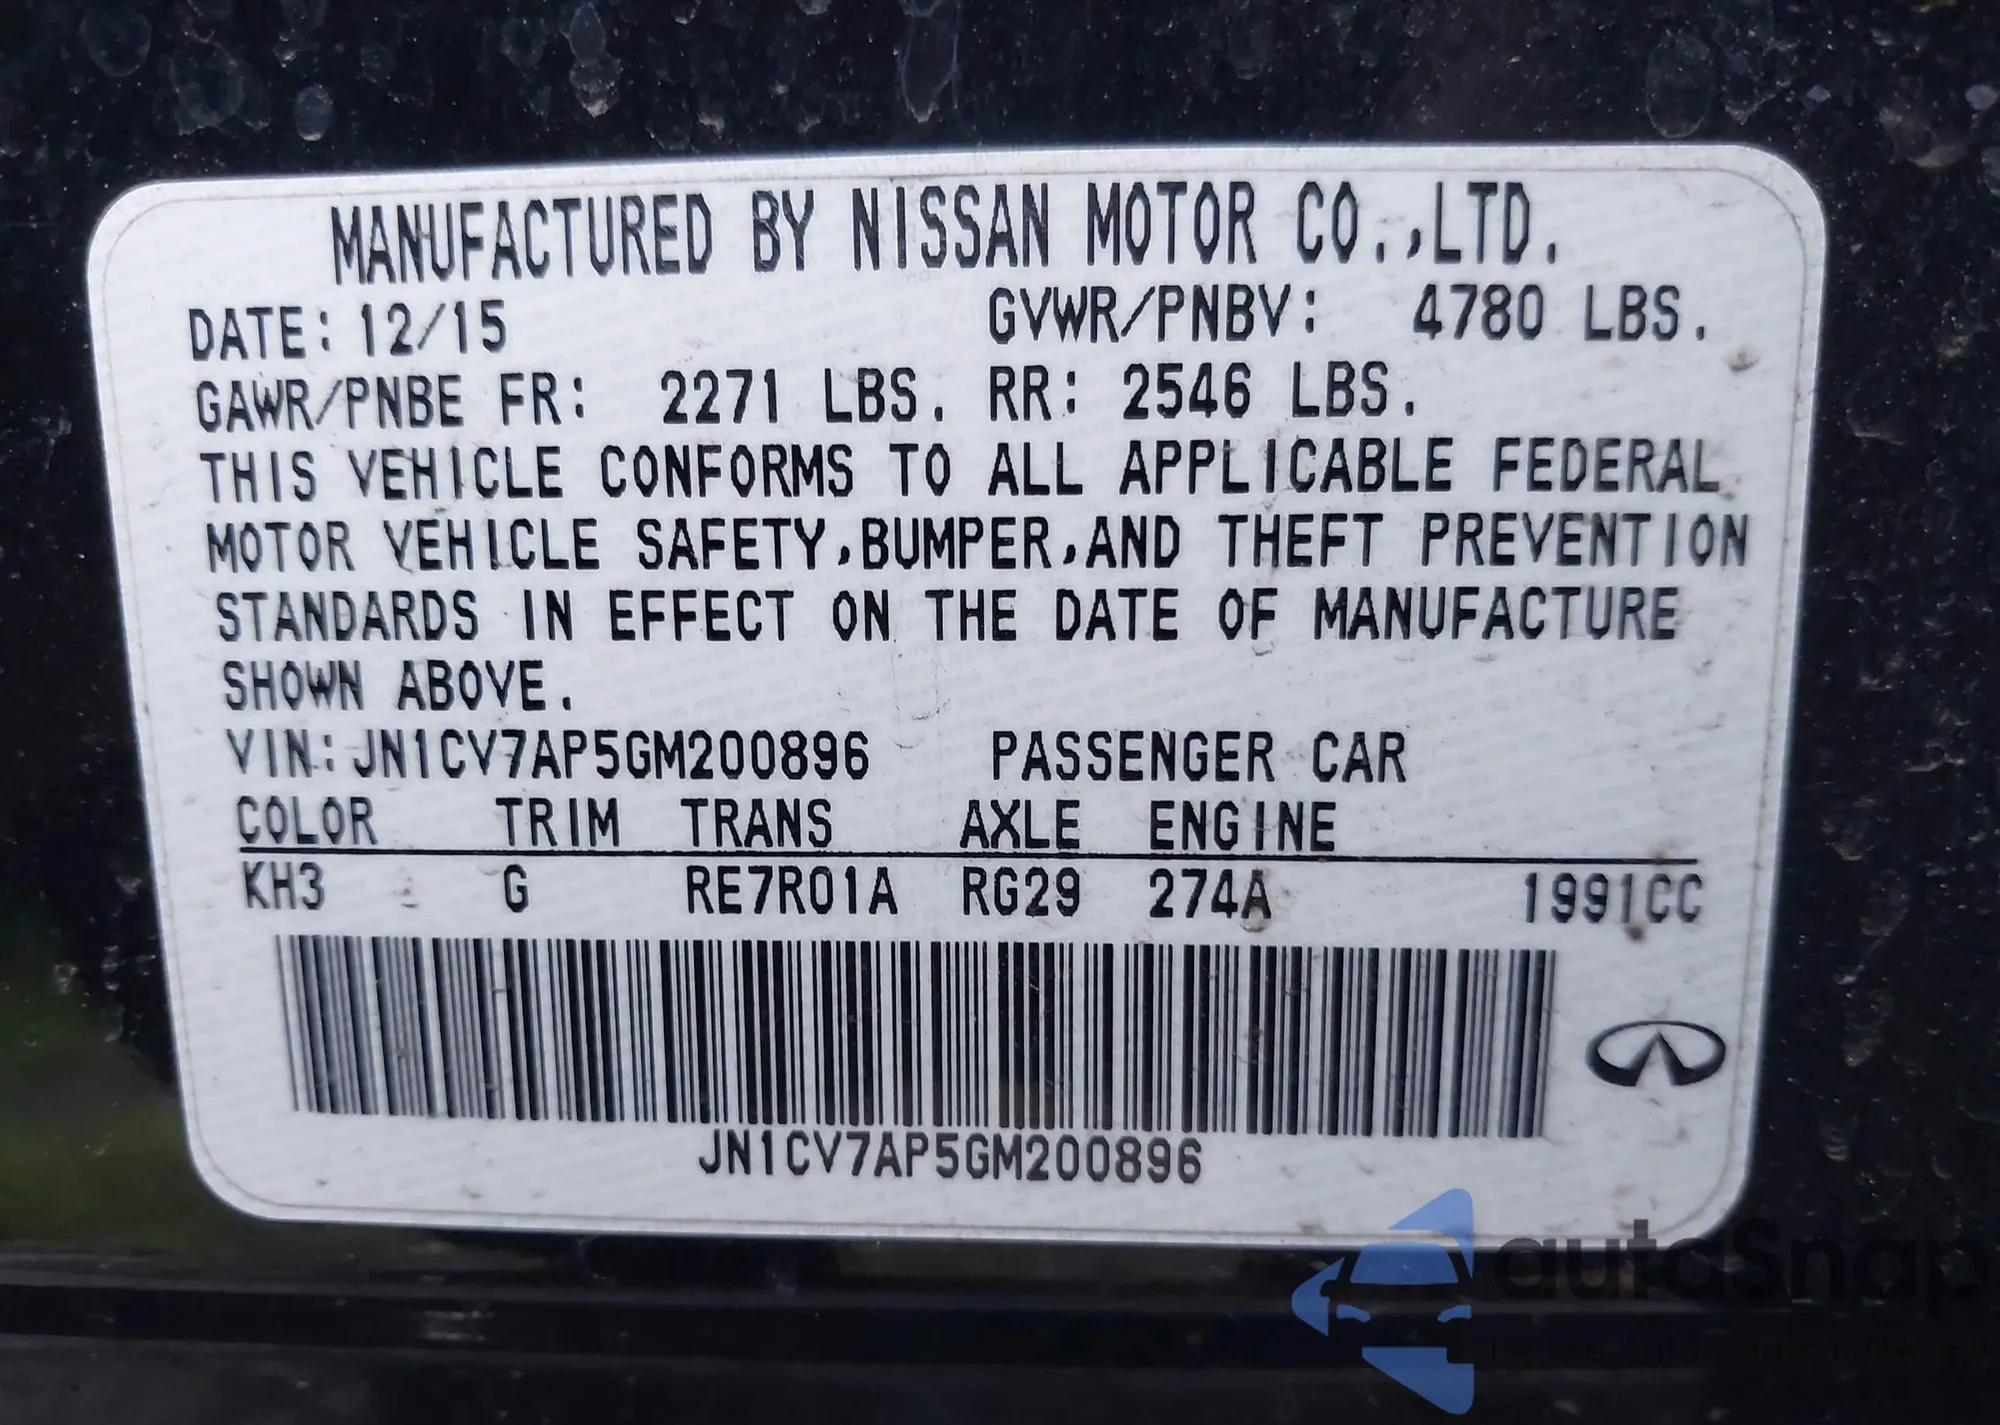 MANUFACTURED BY NISSAN MOTOR CO.,LTD.
DATE: 12/15 GVWR/PNBV: 4780 LBS.
GAWR/PNBE FR: 2271 LBS. RR: 2546 LBS.
THIS VEHICLE CONFORMS TO ALL APPLICABLE FEDERAL
MOTOR VEHICLE SAFETY,BUMPER,AND THEFT PREVENTION
STANDARDS IN EFFECT ON THE DATE OF MANUFACTURE
SHOWN ABOVE.
VIN:JN1CV7AP5GM200896 PASSENGER CAR
COLOR TRIM TRANS AXLE ENGINE
KH3 G RE7R01A RG29 274A 1991CC
JN1CV7AP5GM200896
autoSnap